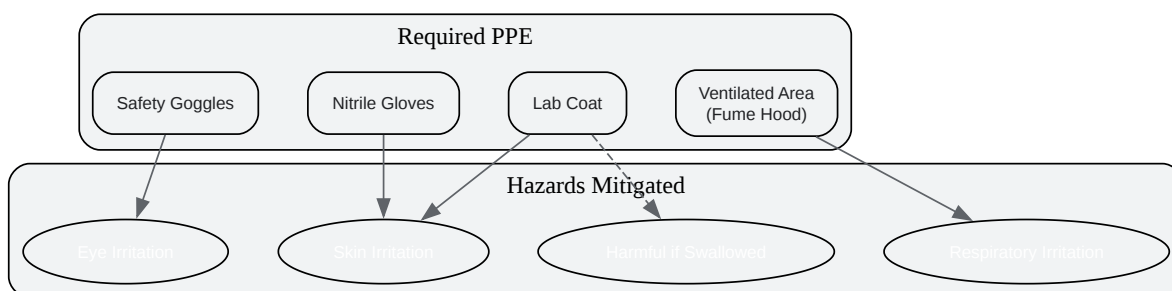 Required PPE
Safety Goggles
Nitrile Gloves
Lab Coat
Ventilated Area
(Fume Hood)
Hazards Mitigated
Eye Irritation
Skin Irritation
Harmful if Swallowed
Respiratory Irritation